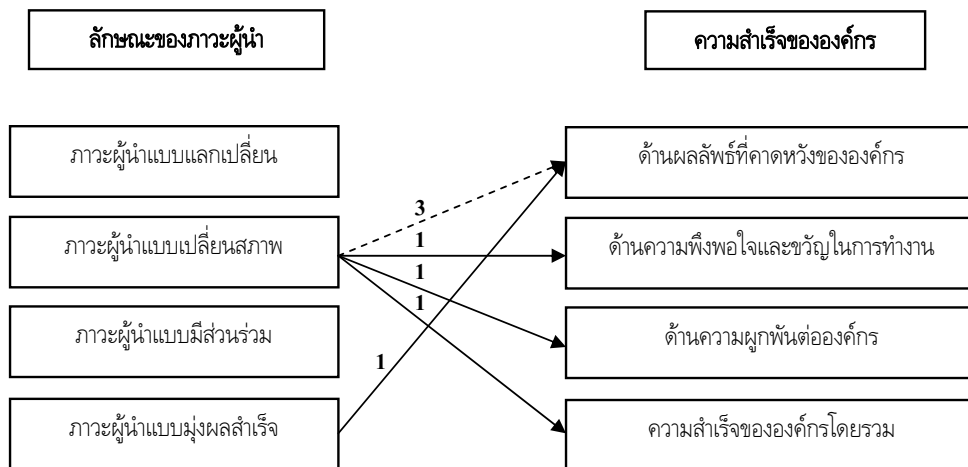 ลักษณะของภาวะผู้นำ
ความสำเร็จขององค์กร
ภาวะผู้นำแบบแลกเปลี่ยน
ด้านผลลัพธ์ที่คาดหวังขององค์กร
3
ภาวะผู้นำแบบเปลี่ยนสภาพ
1
ด้านความพึงพอใจและขวัญในการทำงาน
1
1
ภาวะผู้นำแบบมีส่วนร่วม
ด้านความผูกพันต่อองค์กร
1
ภาวะผู้นำแบบมุ่งผลสำเร็จ
ความสำเร็จขององค์กรโดยรวม